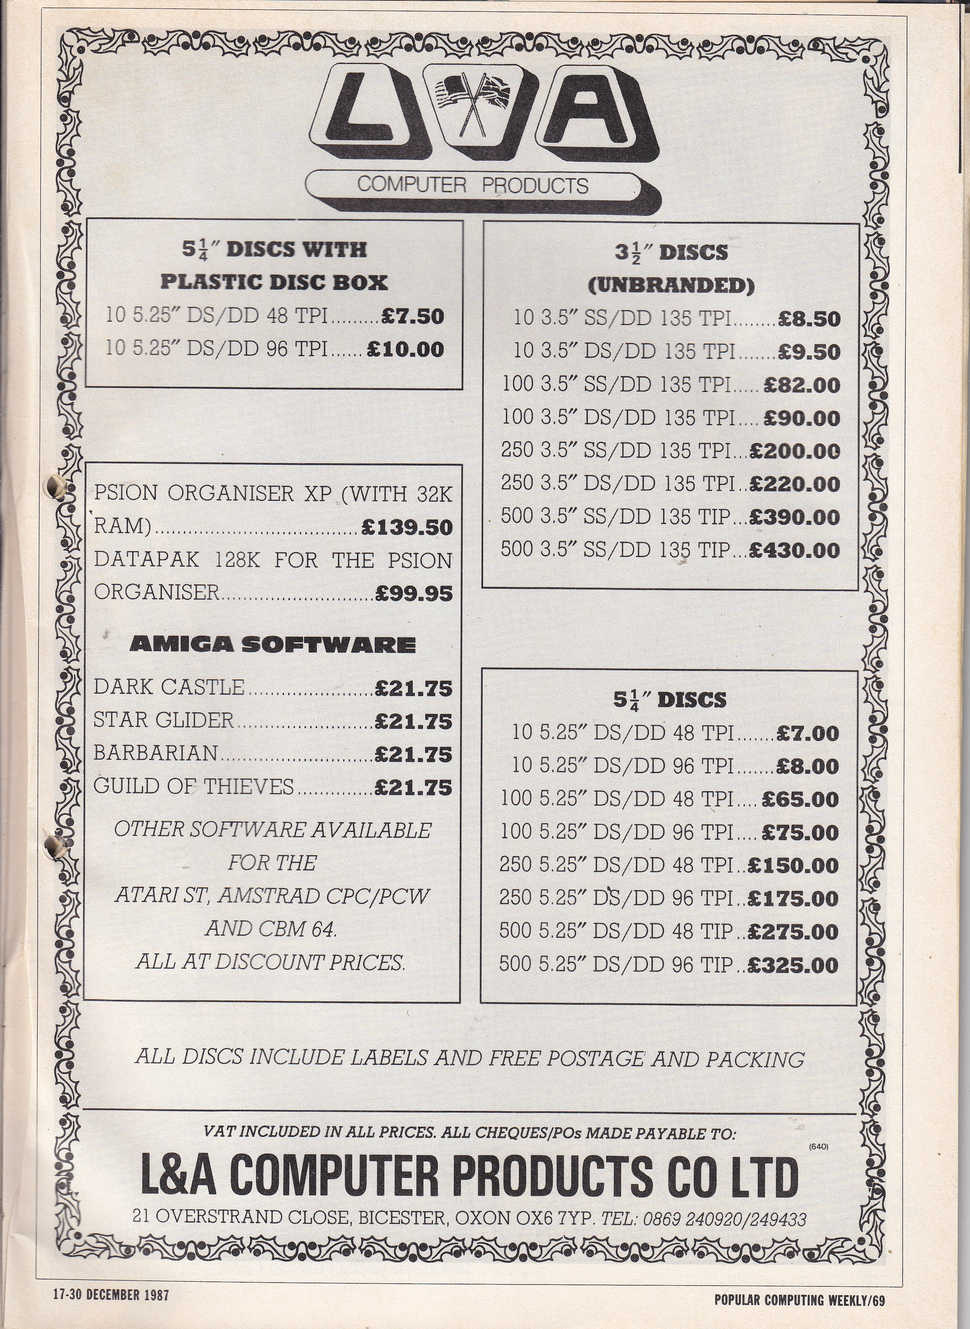 L A
COMPUTER PRODUCTS
5¼″ DISCS WITH
PLASTIC DISC BOX
10 5.25″ DS/DD 48 TPI.........£7.50
10 5.25″ DS/DD 96 TPI......£10.00
PSION ORGANISER XP (WITH 32K
RAM).....................................£139.50
DATAPAK 128K FOR THE PSION
ORGANISER............................£99.95
AMIGA SOFTWARE
DARK CASTLE.......................£21.75
STAR GLIDER.........................£21.75
BARBARIAN............................£21.75
GUILD OF THIEVES..............£21.75
OTHER SOFTWARE AVAILABLE
FOR THE
ATARI ST, AMSTRAD CPC/PCW
AND CBM 64.
ALL AT DISCOUNT PRICES.
3½″ DISCS
(UNBRANDED)
10 3.5″ SS/DD 135 TPI........£8.50
10 3.5″ DS/DD 135 TPI.......£9.50
100 3.5″ SS/DD 135 TPI.....£82.00
100 3.5″ DS/DD 135 TPI....£90.00
250 3.5″ SS/DD 135 TPI...£200.00
250 3.5″ DS/DD 135 TPI..£220.00
500 3.5″ SS/DD 135 TIP...£390.00
500 3.5″ SS/DD 135 TIP...£430.00
5¼″ DISCS
10 5.25″ DS/DD 48 TPI.......£7.00
10 5.25″ DS/DD 96 TPI.......£8.00
100 5.25″ DS/DD 48 TPI....£65.00
100 5.25″ DS/DD 96 TPI....£75.00
250 5.25″ DS/DD 48 TPI..£150.00
250 5.25″ DS/DD 96 TPI..£175.00
500 5.25″ DS/DD 48 TIP..£275.00
500 5.25″ DS/DD 96 TIP..£325.00
ALL DISCS INCLUDE LABELS AND FREE POSTAGE AND PACKING
VAT INCLUDED IN ALL PRICES. ALL CHEQUES/POs MADE PAYABLE TO:
(640)
L&A COMPUTER PRODUCTS CO LTD
21 OVERSTRAND CLOSE, BICESTER, OXON OX6 7YP. TEL: 0869 240920/249433
17-30 DECEMBER 1987
POPULAR COMPUTING WEEKLY/69